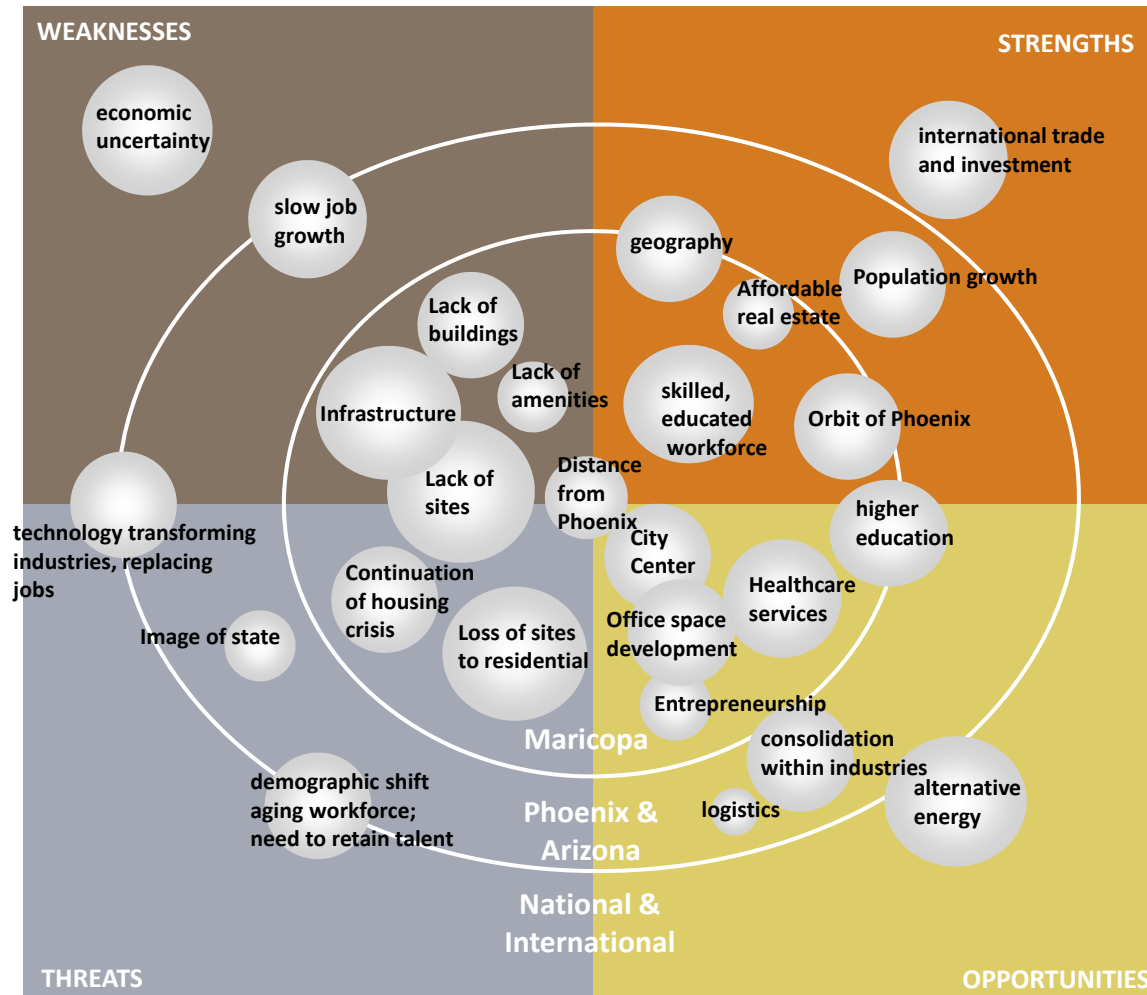 WEAKNESSES
STRENGTHS
economic
uncertainty
international trade
and investment
slow job
growth
geography
Population growth
Affordable
real estate
Lack of
buildings
Lack of
amenities
Infrastructure
skilled,
educated
workforce
Orbit of Phoenix
Lack of
sites
Distance
from
Phoenix
higher
education
technology transforming
industries, replacing
jobs
City
Center
Continuation
of housing
crisis
Healthcare
services
Image of state
Loss of sites
to residential
Office space
development
Entrepreneurship
Maricopa
consolidation
within industries
demographic shift
aging workforce;
need to retain talent
alternative
energy
logistics
Phoenix &
Arizona
National &
International
THREATS
OPPORTUNITIES